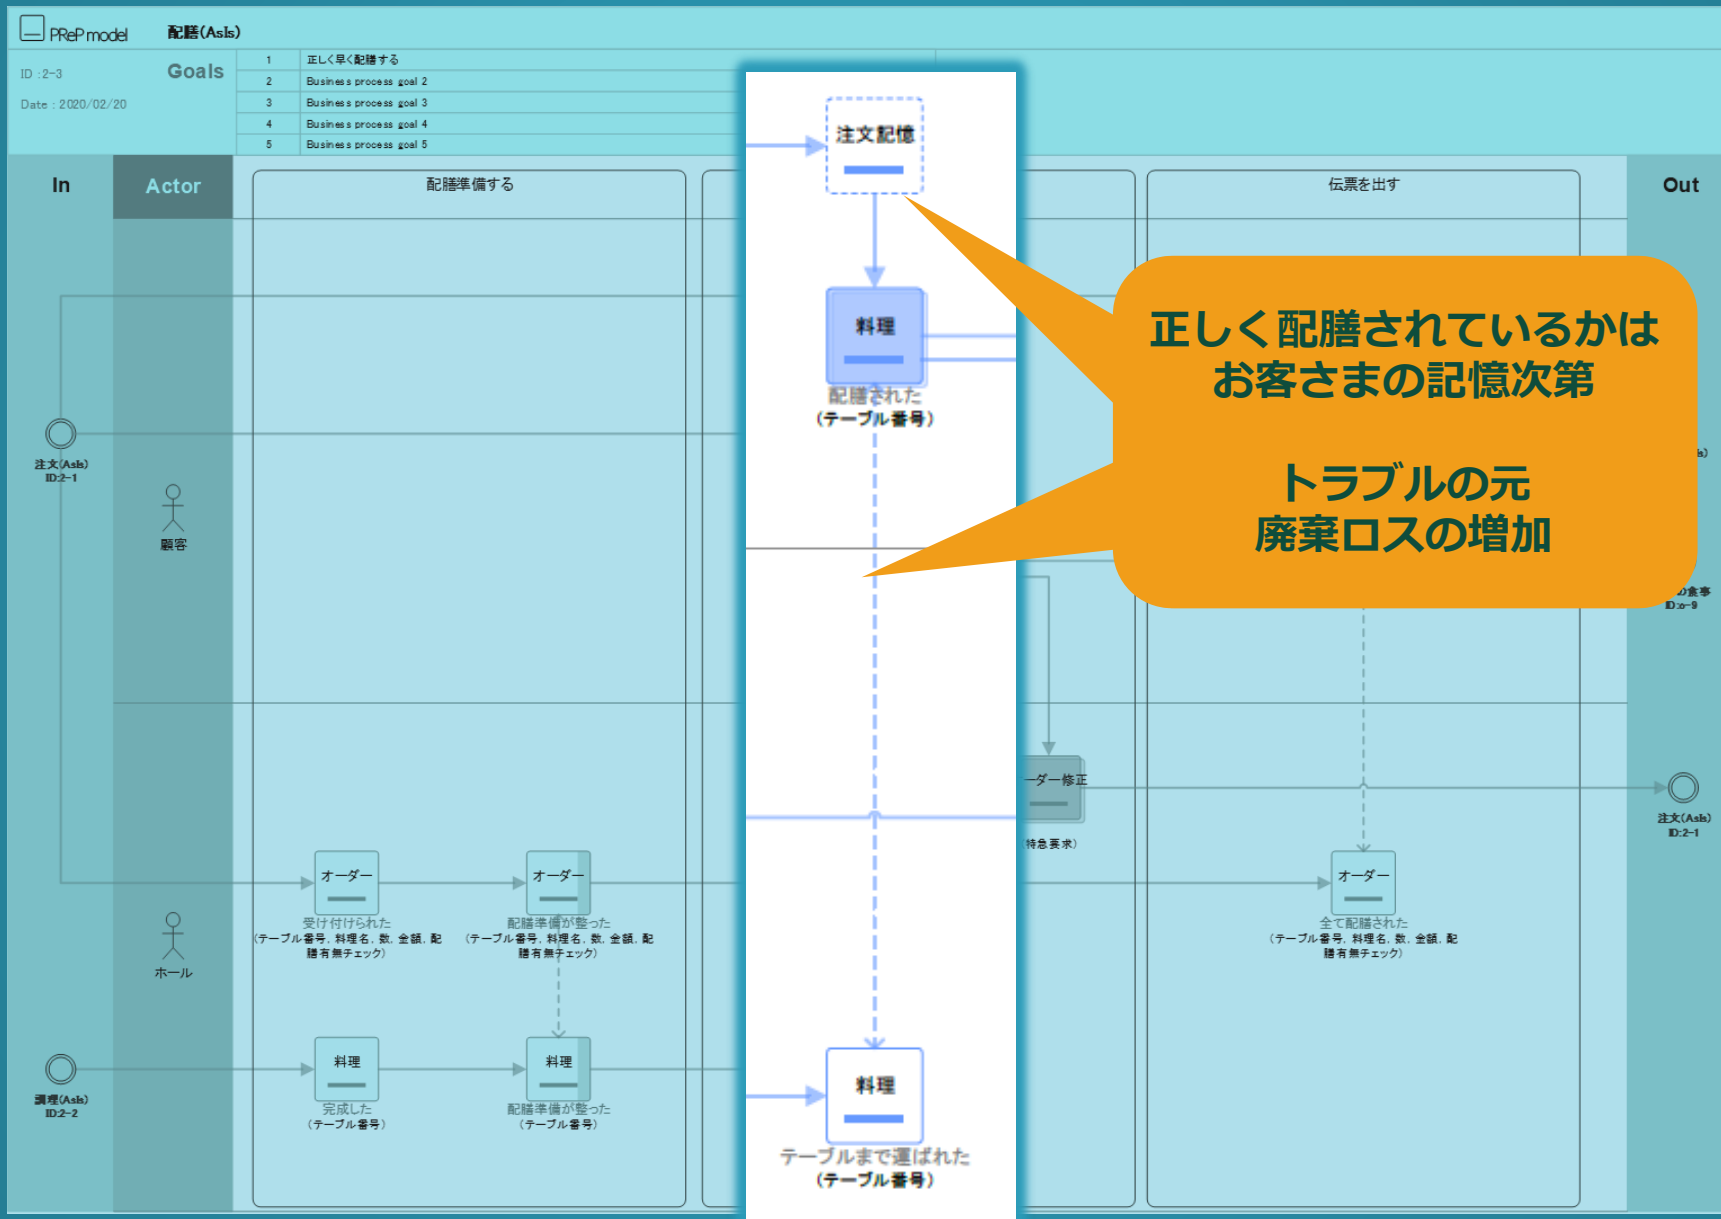 PReP model
配膳(AsIs)
ID :2-3
Goals
Date : 2020/02/20
1 正しく早く配膳する
2 Business process goal 2
3 Business process goal 3
4 Business process goal 4
5 Business process goal 5
In
Actor
配膳準備する
伝票を出す
Out
注文記憶
料理
配膳された
(テーブル番号)
正しく配膳されているかは
お客さまの記憶次第
トラブルの元
廃棄ロスの増加
注文(AsIs)
ID:2-1
顧客
の食事
ID:o-9
ーダー修正
特急要求)
注文(AsIs)
ID:2-1
オーダー
受け付けられた
(テーブル番号, 料理名, 数, 金額, 配
膳有無チェック)
オーダー
配膳準備が整った
(テーブル番号, 料理名, 数, 金額, 配
膳有無チェック)
オーダー
全て配膳された
(テーブル番号, 料理名, 数, 金額, 配
膳有無チェック)
ホール
調理(AsIs)
ID:2-2
料理
完成した
(テーブル番号)
料理
配膳準備が整った
(テーブル番号)
料理
テーブルまで運ばれた
(テーブル番号)